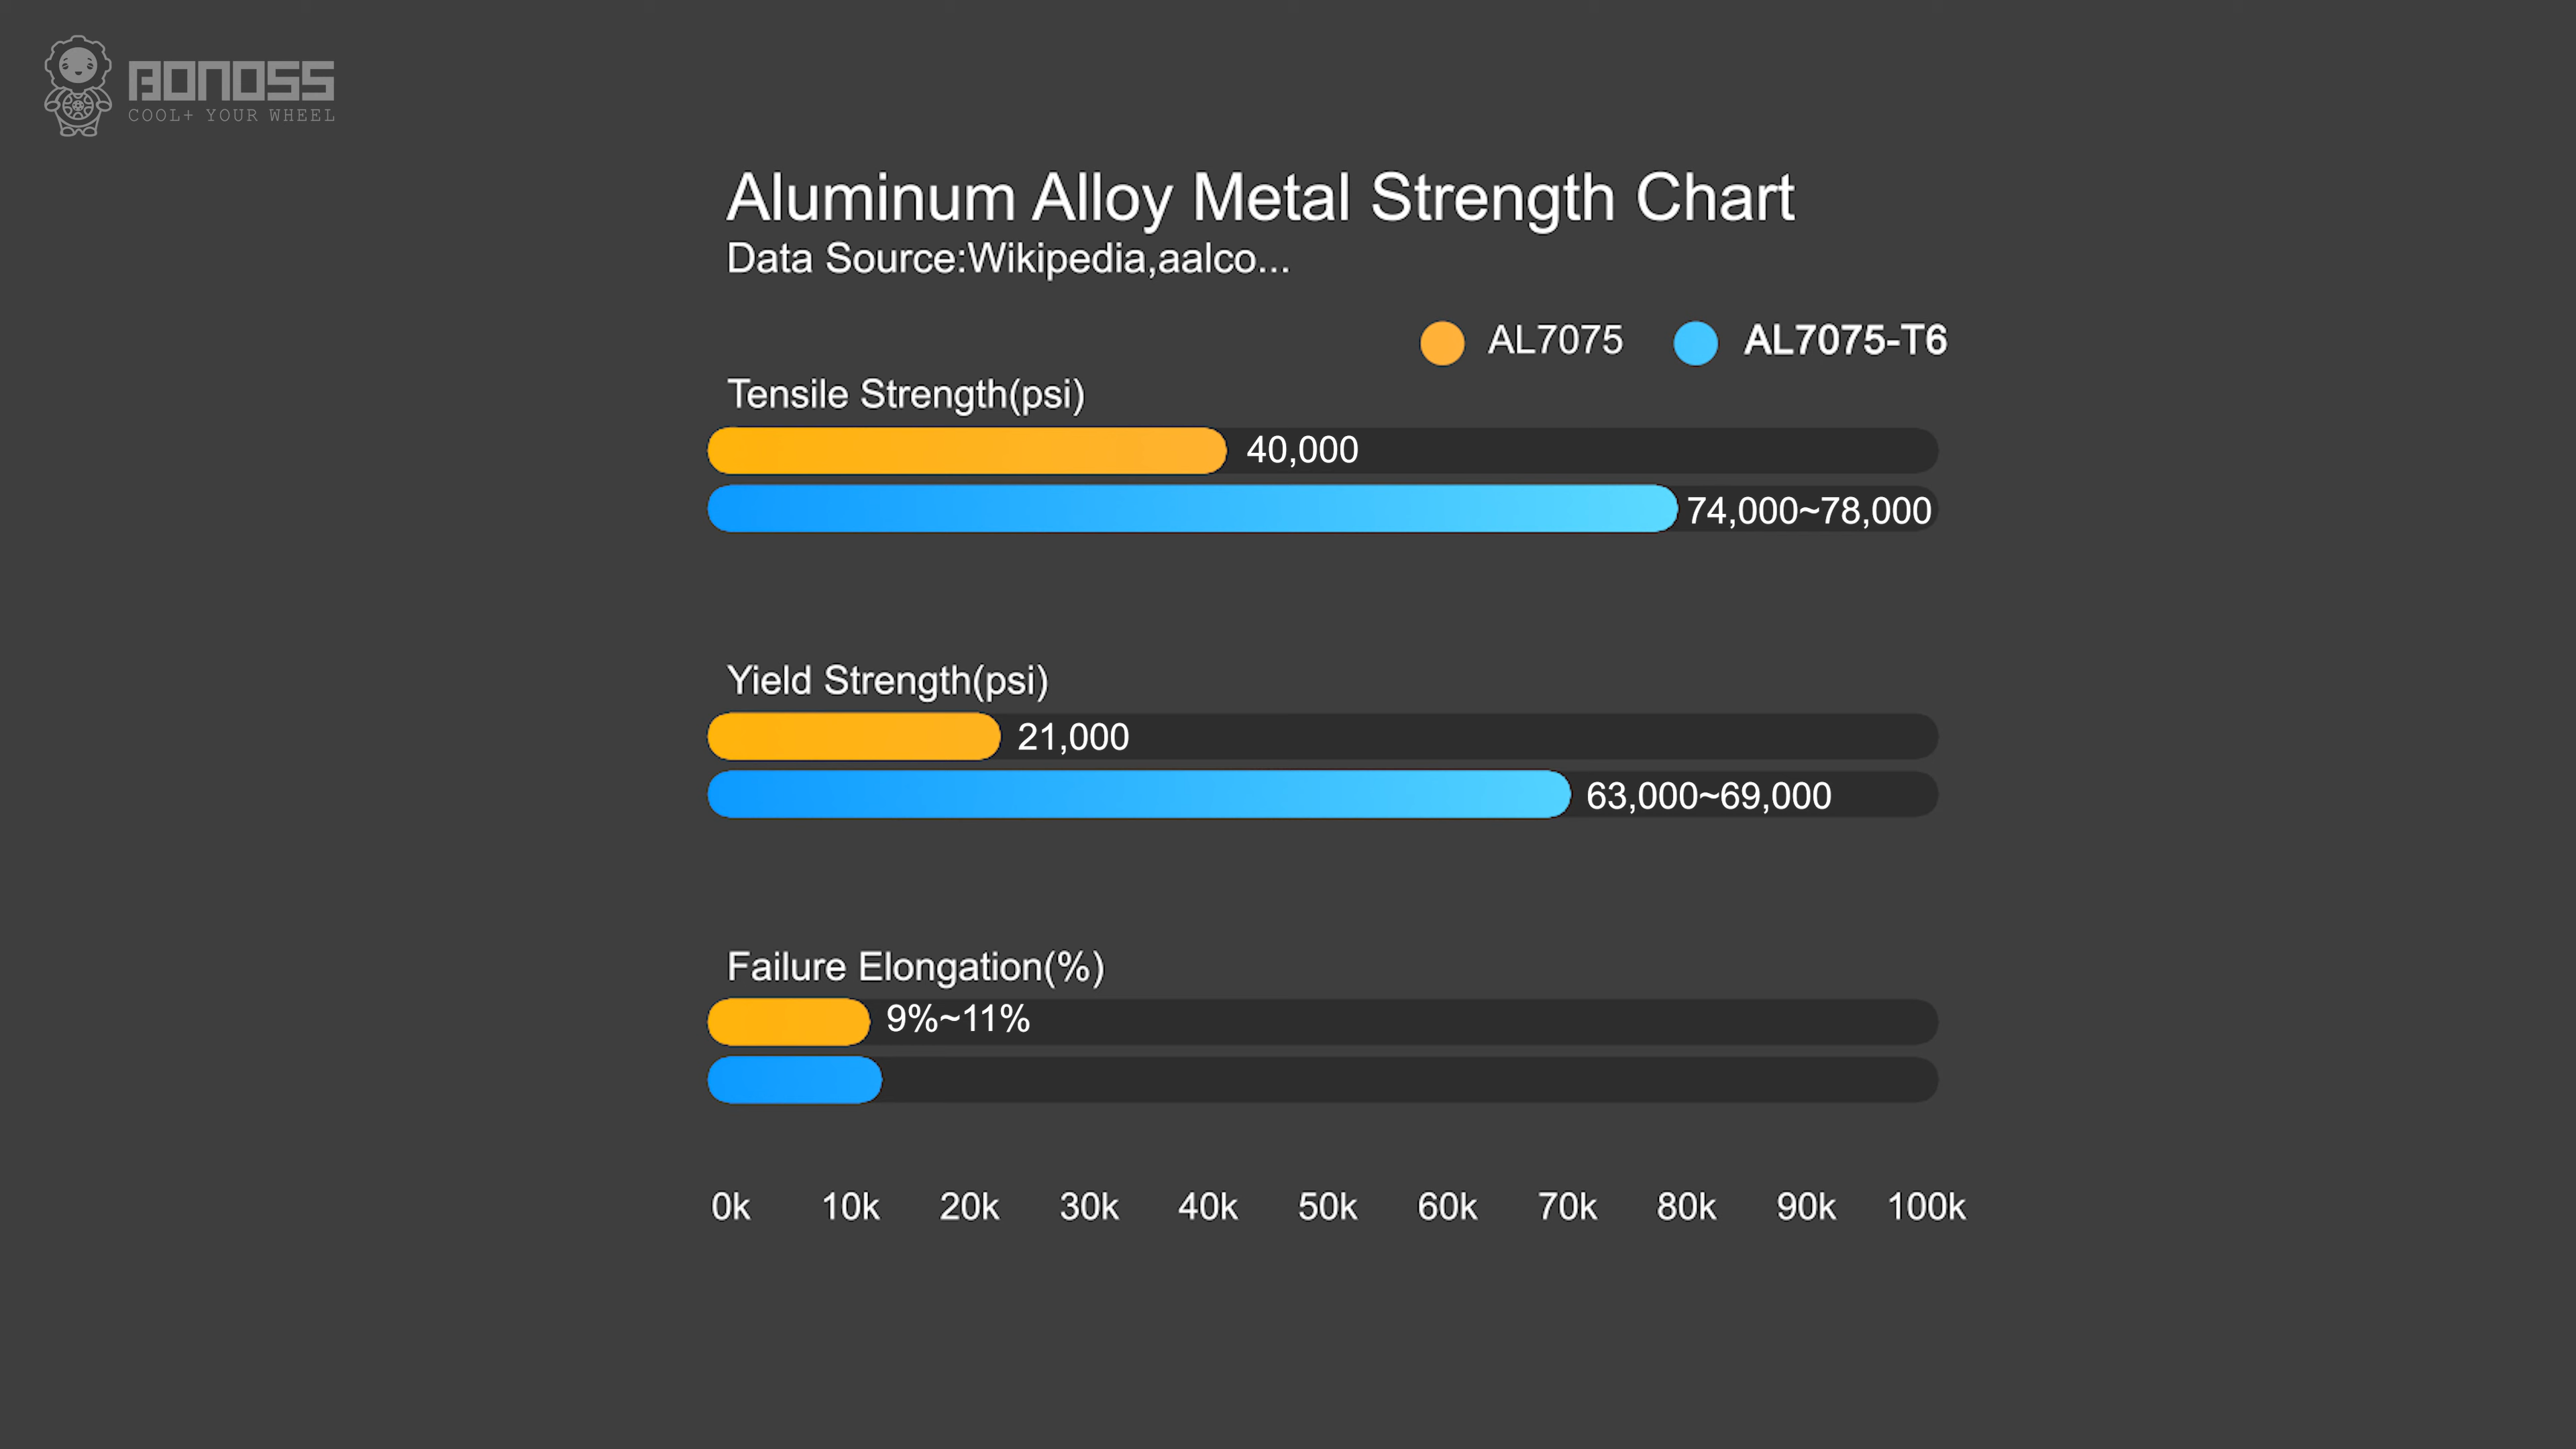 BONOSS
COOL+ YOUR WHEEL
Aluminum Alloy Metal Strength Chart
Data Source:Wikipedia,aalco...
AL7075 AL7075-T6
Tensile Strength(psi)
40,000
74,000~78,000
Yield Strength(psi)
21,000
63,000~69,000
Failure Elongation(%)
9%~11%
0k 10k 20k 30k 40k 50k 60k 70k 80k 90k 100k